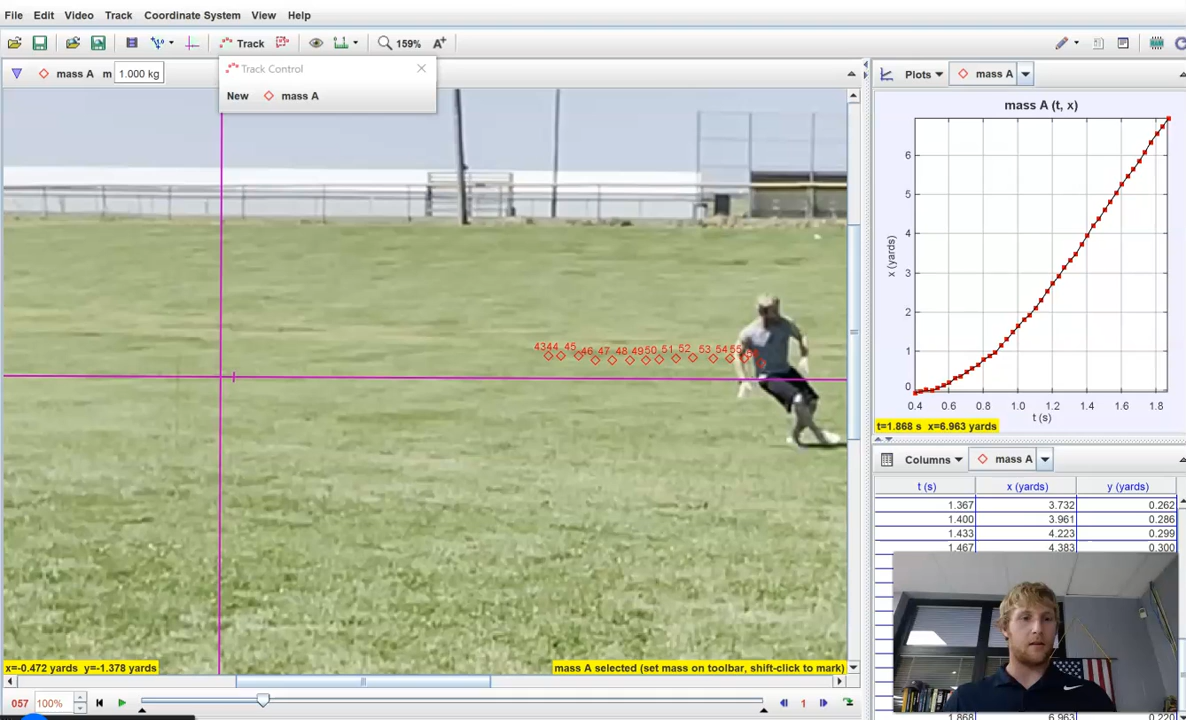 File Edit Video Track Coordinate System View Help
Track 159% A+
mass A m 1.000 kg
Track Control
New mass A
Plots mass A
mass A (t, x)
x (yards)
6
5
4
3
2
1
0
0.4 0.6 0.8 1.0 1.2 1.4 1.6 1.8
t (s)
t=1.868 s x=6.963 yards
4344 45 46 47 48 4950 51 52 53 54 55
Columns mass A
t (s) x (yards) y (yards)
1.367 3.732 0.262
1.400 3.961 0.286
1.433 4.223 0.299
1.467 4.383 0.300
1.868 6.963 0.220
x=-0.472 yards y=-1.378 yards
mass A selected (set mass on toolbar, shift-click to mark)
057 100% 1